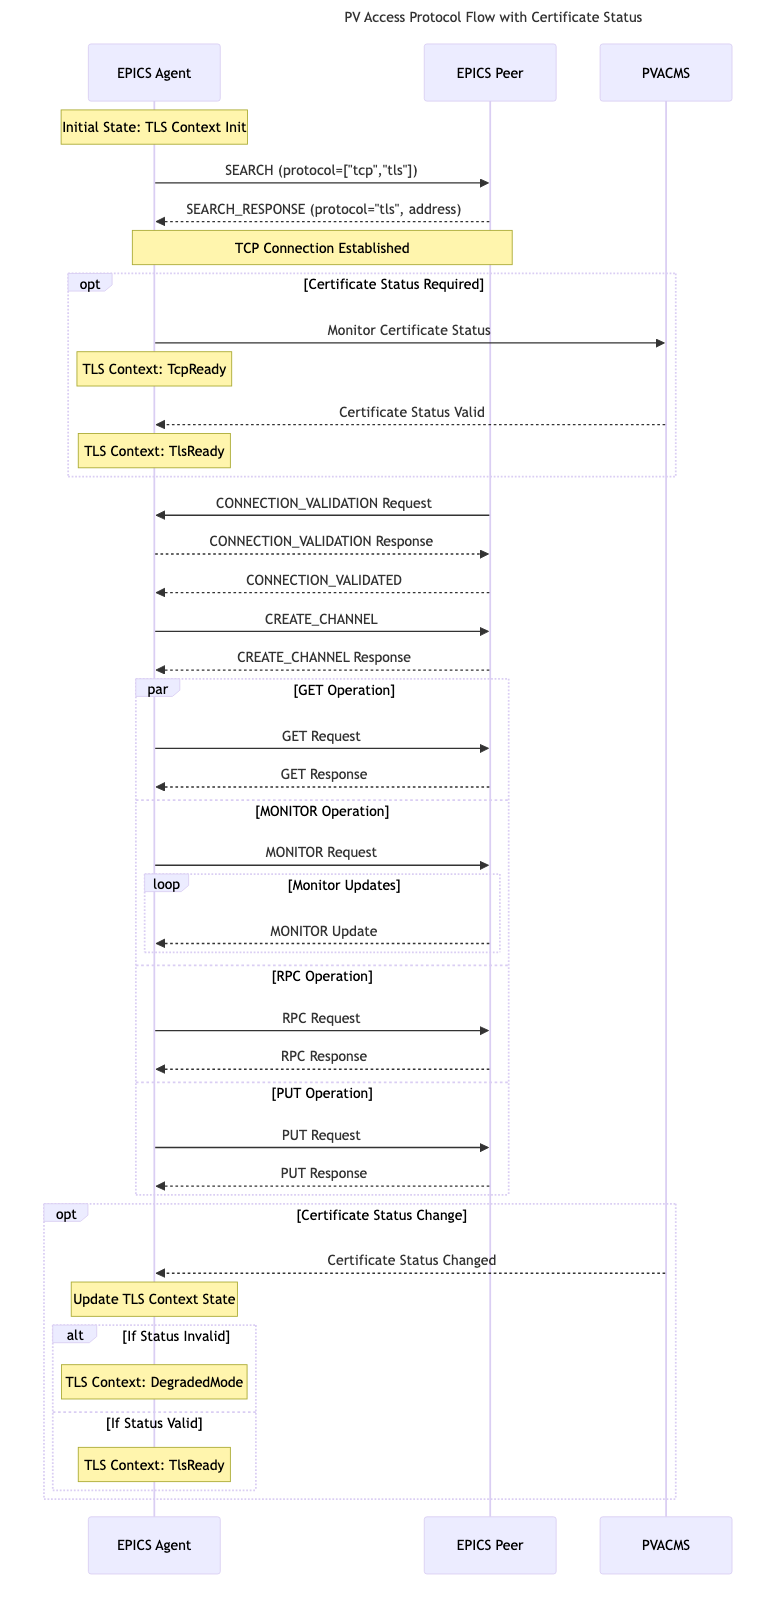 PV Access Protocol Flow with Certificate Status
EPICS Agent
EPICS Peer
PVACMS
Initial State: TLS Context Init
SEARCH (protocol=["tcp","tls"])
SEARCH_RESPONSE (protocol="tls", address)
TCP Connection Established
opt
[Certificate Status Required]
Monitor Certificate Status
TLS Context: TcpReady
Certificate Status Valid
TLS Context: TlsReady
CONNECTION_VALIDATION Request
CONNECTION_VALIDATION Response
CONNECTION_VALIDATED
CREATE_CHANNEL
CREATE_CHANNEL Response
par
[GET Operation]
GET Request
GET Response
[MONITOR Operation]
MONITOR Request
loop
[Monitor Updates]
MONITOR Update
[RPC Operation]
RPC Request
RPC Response
[PUT Operation]
PUT Request
PUT Response
opt
[Certificate Status Change]
Certificate Status Changed
Update TLS Context State
alt
[If Status Invalid]
TLS Context: DegradedMode
[If Status Valid]
TLS Context: TlsReady
EPICS Agent
EPICS Peer
PVACMS